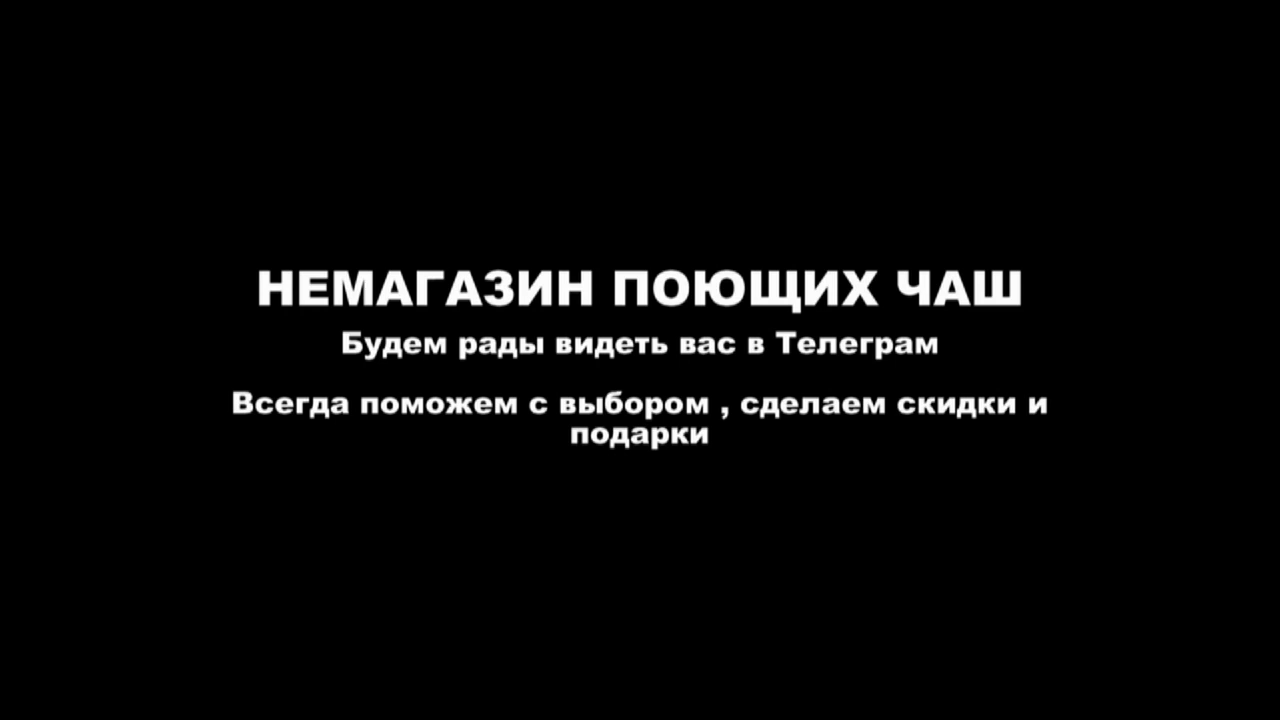 НЕМАГАЗИН ПОЮЩИХ ЧАШ
Будем рады видеть вас в Телеграм
Всегда поможем с выбором , сделаем скидки и
подарки